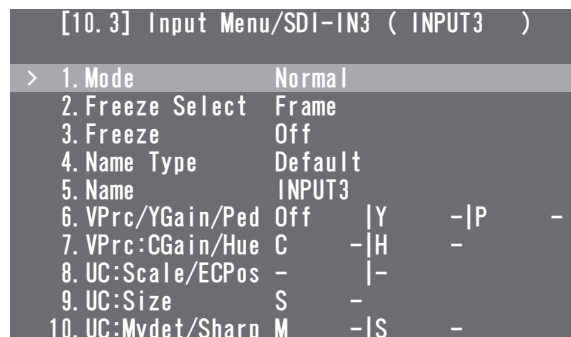 [10. 3] Input Menu/SDI-IN3 ( INPUT3 )
> 1. Mode Normal
2. Freeze Select Frame
3. Freeze Off
4. Name Type Default
5. Name INPUT3
6. VPrc/YGain/Ped Off |Y -|P -
7. VPrc:CGain/Hue C -|H -
8. UC:Scale/ECPos - |-
9. UC:Size S -
10. UC:Mvdet/Sharp M -|S -